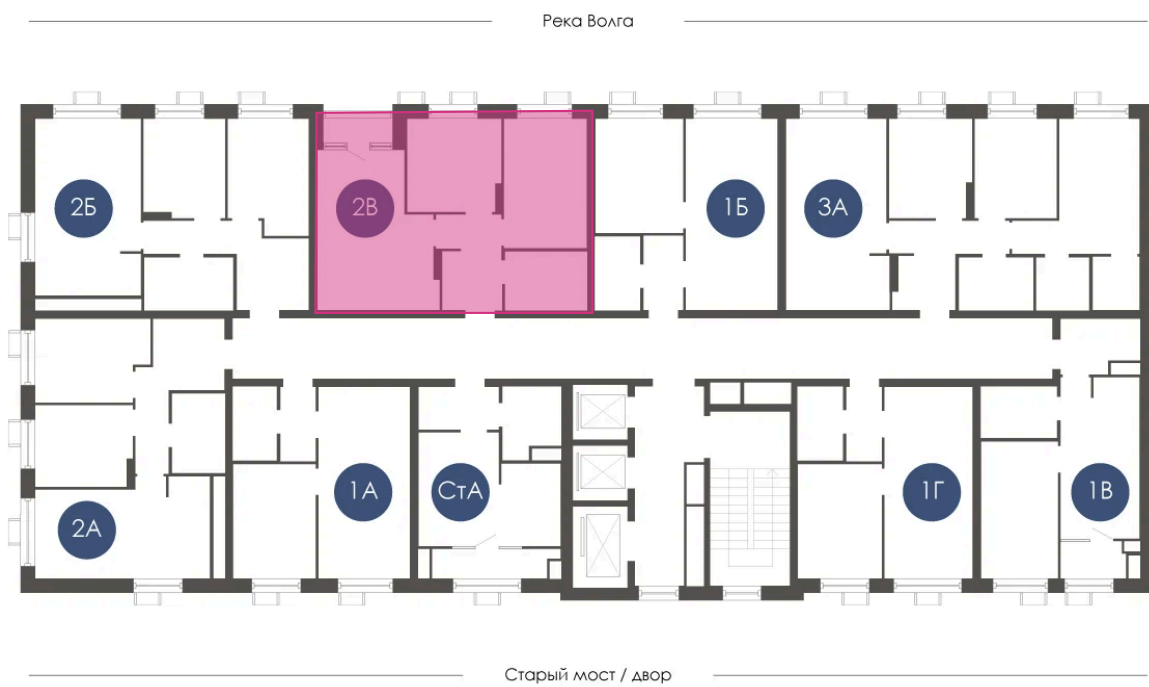 Река Волга
2Б
2В
1Б
3А
1А
СтА
1Г
1В
2А
Старый мост / двор